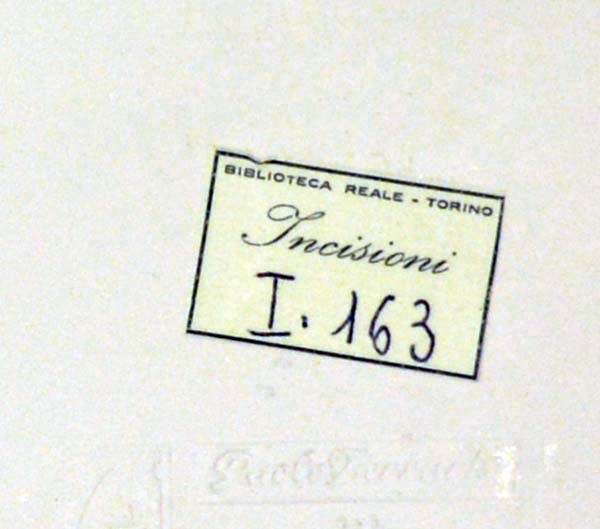 BIBLIOTECA REALE - TORINO
Incisioni
I. 163